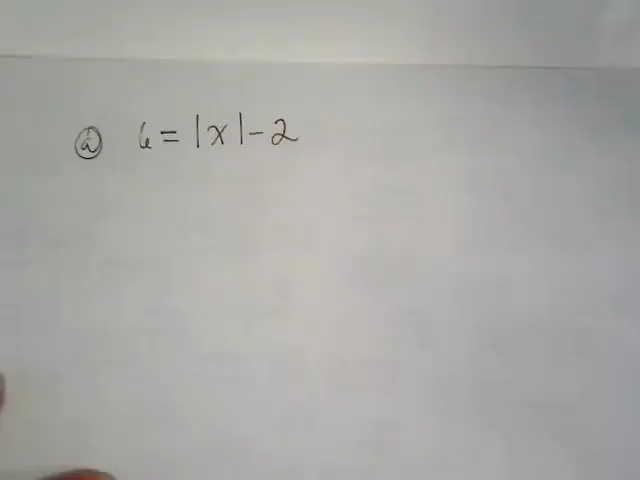 ⓐ 6 = |x| - 2